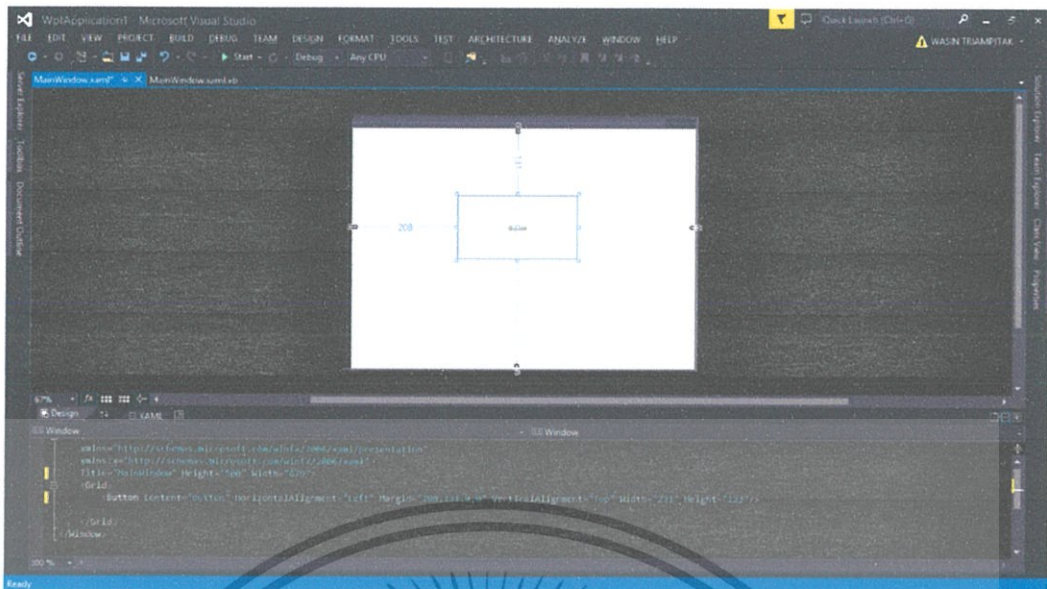 WpfApplication1 - Microsoft Visual Studio
Quick Launch (Ctrl+Q)
FILE EDIT VIEW PROJECT BUILD DEBUG TEAM DESIGN FORMAT TOOLS TEST ARCHITECTURE ANALYZE WINDOW HELP
WASIN TRIAMPITAK
Start Debug Any CPU
MainWindow.xaml* MainWindow.xaml.vb
Server Explorer
Toolbox
Document Outline
208
Button
Solution Explorer
Team Explorer
Class View
Properties
67% fx
Design XAML
Window Window
xmlns="http://schemas.microsoft.com/winfx/2006/xaml/presentation"
xmlns:x="http://schemas.microsoft.com/winfx/2006/xaml"
Title="MainWindow" Height="500"
<Grid>
<Button Content="Button" HorizontalAlignment="Left" VerticalAlignment="Top"
</Grid>
</Window>
100 %
Ready